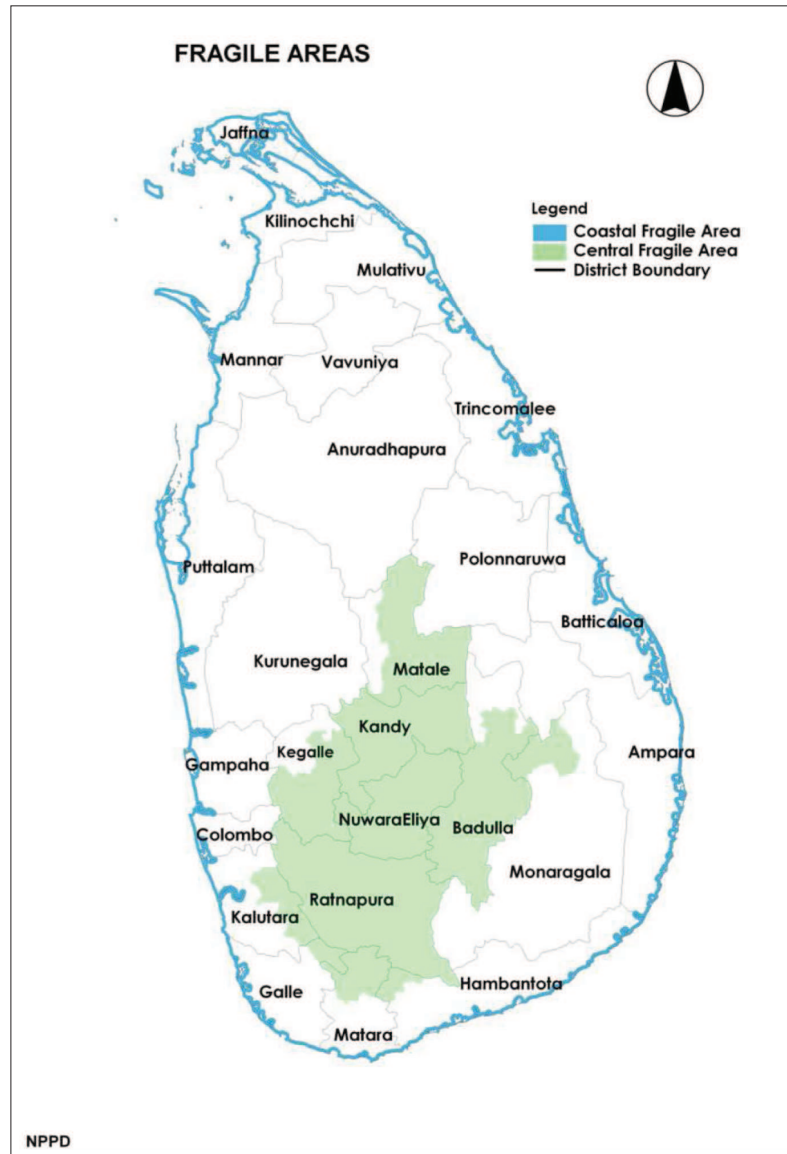 FRAGILE AREAS
Jaffna
Legend
Coastal Fragile Area
Central Fragile Area
District Boundary
Kilinochchi
Mulativu
Mannar
Vavuniya
Trincomalee
Anuradhapura
Polonnaruwa
Puttalam
Batticaloa
Kurunegala
Matale
Kandy
Kegalle
Ampara
Gampaha
NuwaraEliya
Badulla
Colombo
Monaragala
Ratnapura
Kalutara
Hambantota
Galle
Matara
NPPD